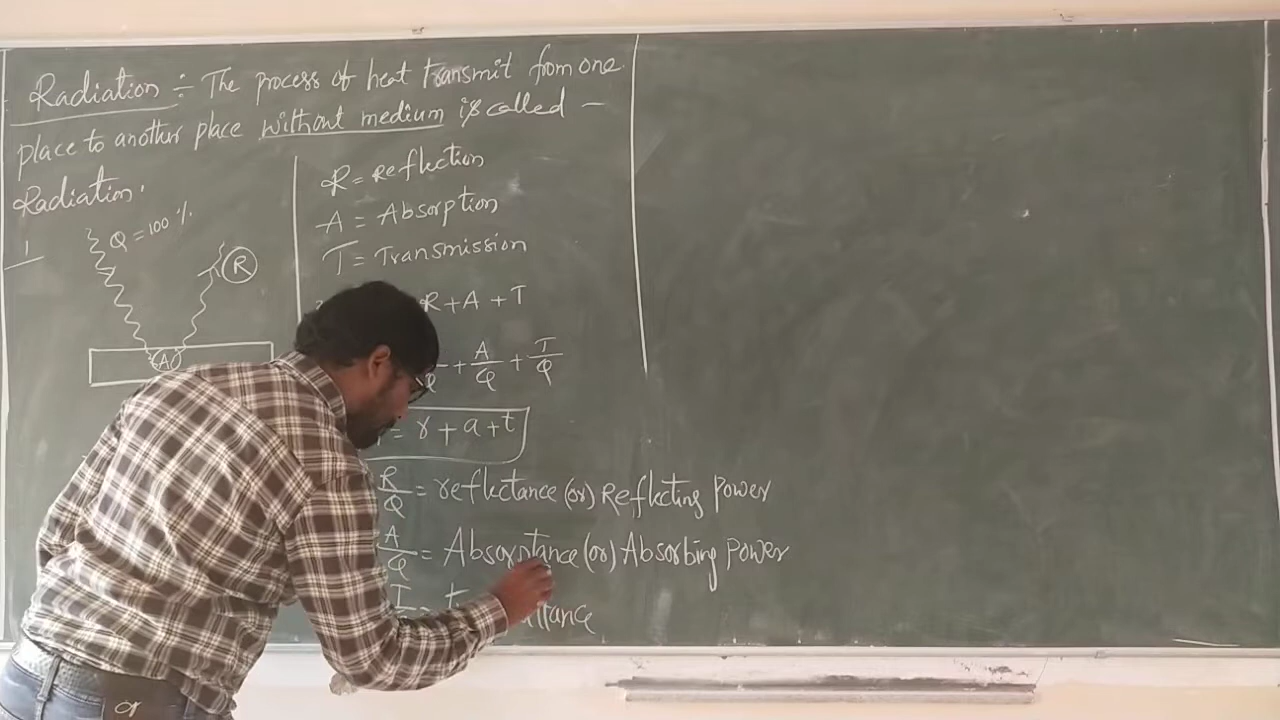 Radiation ÷ The process of heat transmit from one
place to another place without medium is called –
Radiation.
1
Q = 100 %
R
A
R = Reflection
A = Absorption
T = Transmission
R + A + T
Q + A/Q + T/Q
= r + a + t
R/Q = reflectance (or) Reflecting Power
A/Q = Absorptance (or) Absorbing Power